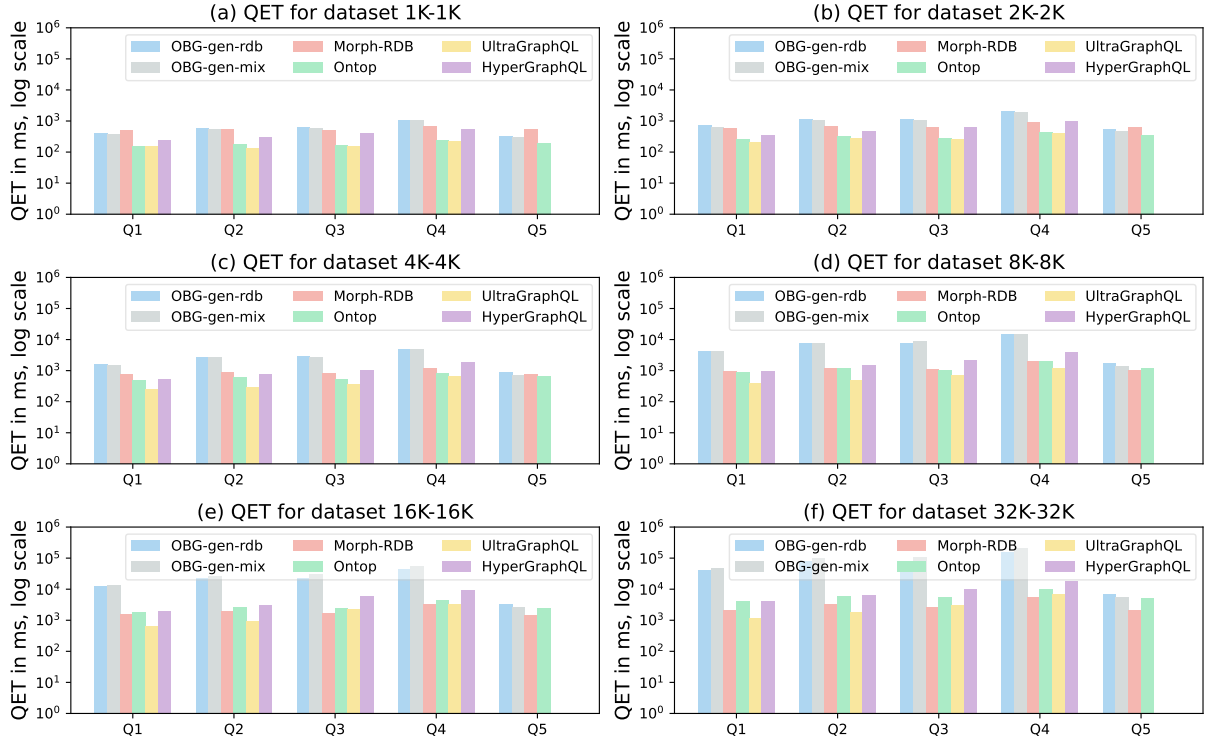 (a) QET for dataset 1K-1K
QET in ms, log scale
10^6
10^5
10^4
10^3
10^2
10^1
10^0
OBG-gen-rdb Morph-RDB UltraGraphQL
OBG-gen-mix Ontop HyperGraphQL
Q1 Q2 Q3 Q4 Q5
(b) QET for dataset 2K-2K
QET in ms, log scale
10^6
10^5
10^4
10^3
10^2
10^1
10^0
OBG-gen-rdb Morph-RDB UltraGraphQL
OBG-gen-mix Ontop HyperGraphQL
Q1 Q2 Q3 Q4 Q5
(c) QET for dataset 4K-4K
QET in ms, log scale
10^6
10^5
10^4
10^3
10^2
10^1
10^0
OBG-gen-rdb Morph-RDB UltraGraphQL
OBG-gen-mix Ontop HyperGraphQL
Q1 Q2 Q3 Q4 Q5
(d) QET for dataset 8K-8K
QET in ms, log scale
10^6
10^5
10^4
10^3
10^2
10^1
10^0
OBG-gen-rdb Morph-RDB UltraGraphQL
OBG-gen-mix Ontop HyperGraphQL
Q1 Q2 Q3 Q4 Q5
(e) QET for dataset 16K-16K
QET in ms, log scale
10^6
10^5
10^4
10^3
10^2
10^1
10^0
OBG-gen-rdb Morph-RDB UltraGraphQL
OBG-gen-mix Ontop HyperGraphQL
Q1 Q2 Q3 Q4 Q5
(f) QET for dataset 32K-32K
QET in ms, log scale
10^6
10^5
10^4
10^3
10^2
10^1
10^0
OBG-gen-rdb Morph-RDB UltraGraphQL
OBG-gen-mix Ontop HyperGraphQL
Q1 Q2 Q3 Q4 Q5